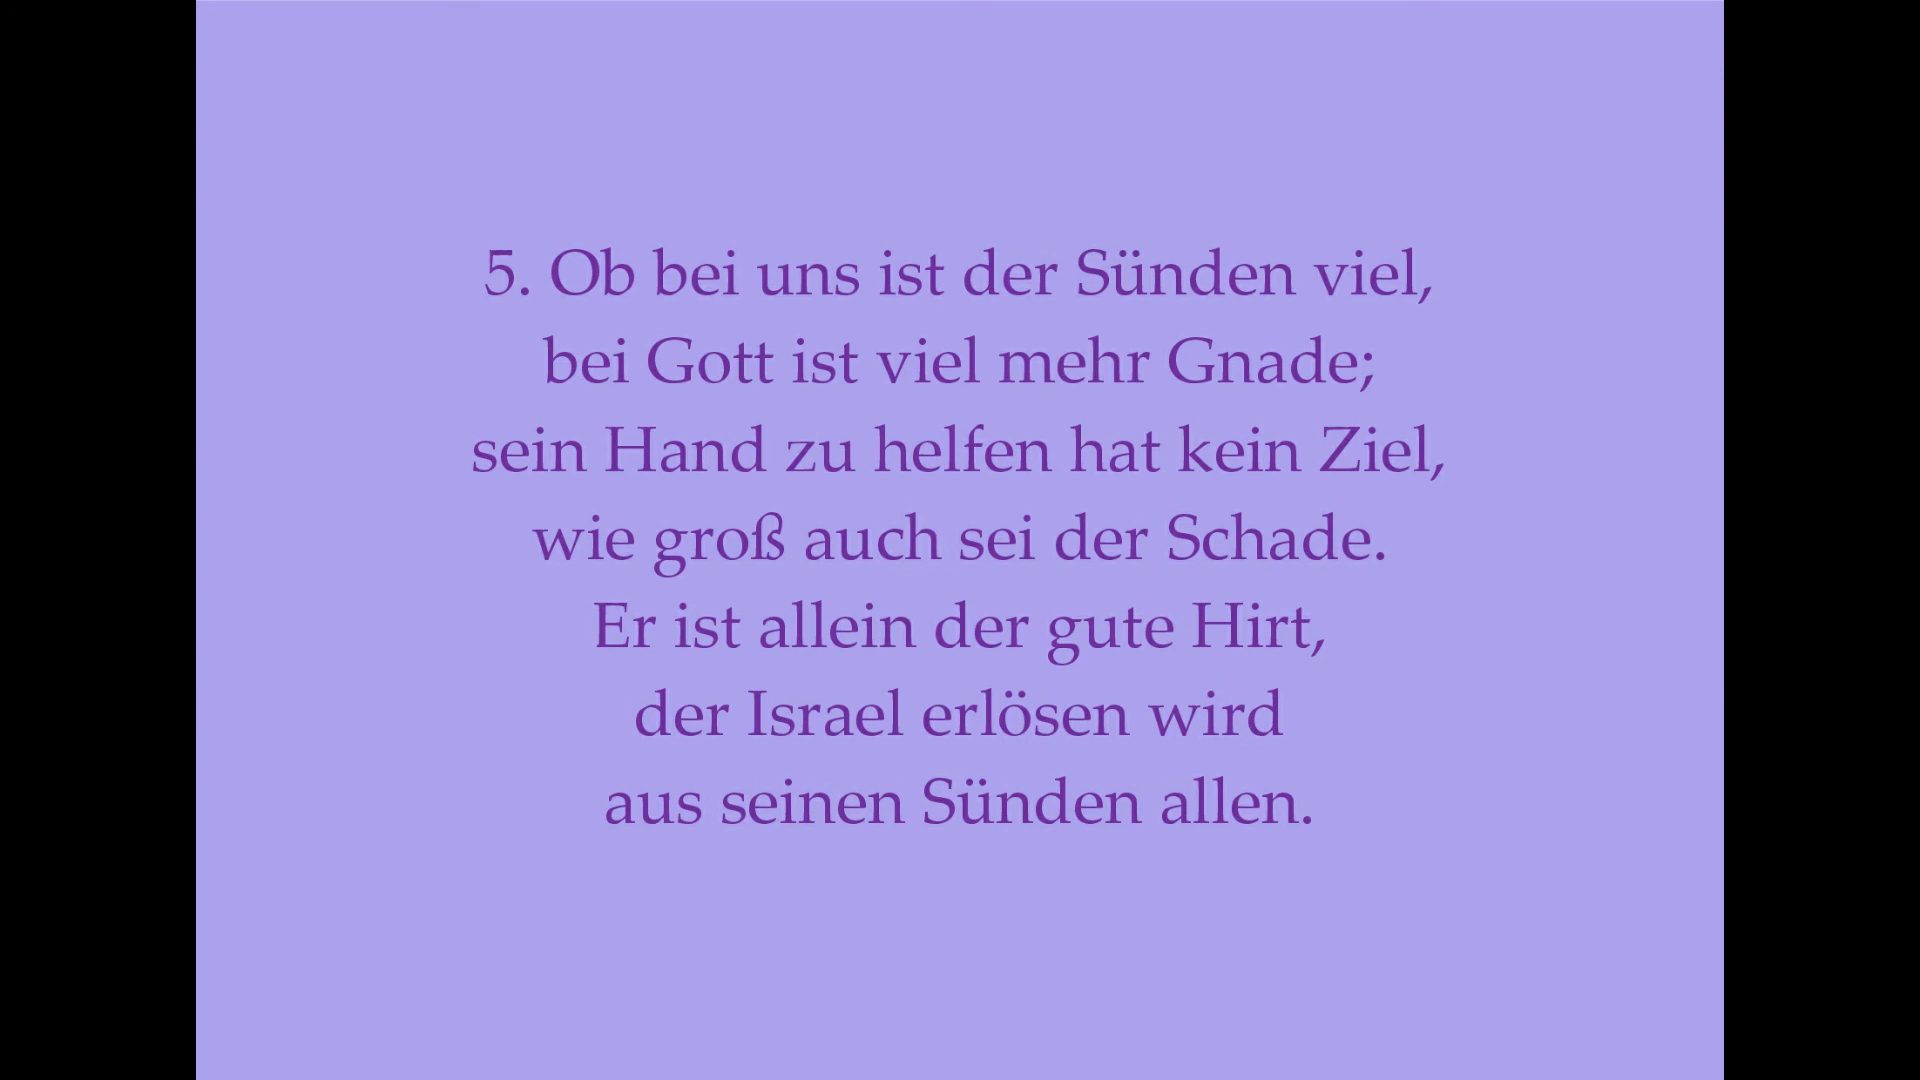 5. Ob bei uns ist der Sünden viel,
bei Gott ist viel mehr Gnade;
sein Hand zu helfen hat kein Ziel,
wie groß auch sei der Schade.
Er ist allein der gute Hirt,
der Israel erlösen wird
aus seinen Sünden allen.